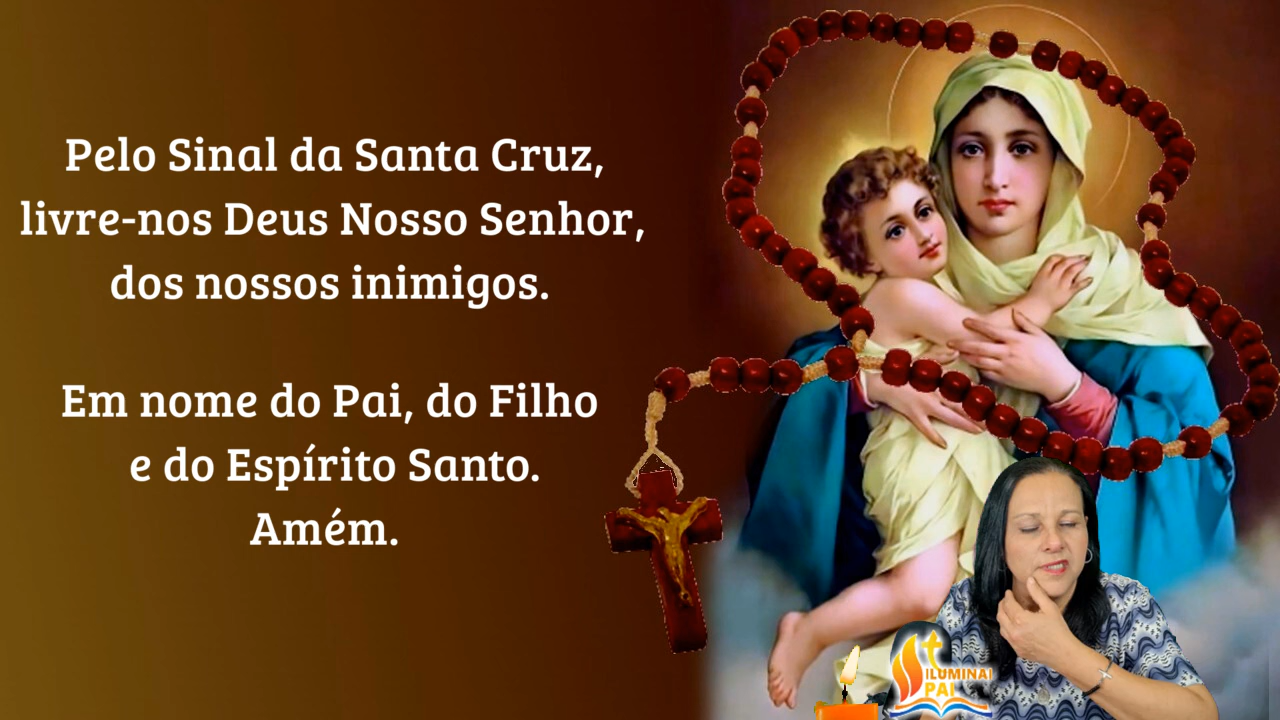 Pelo Sinal da Santa Cruz,
livre-nos Deus Nosso Senhor,
dos nossos inimigos.
Em nome do Pai, do Filho
e do Espírito Santo.
Amém.
ILUMINAI
PAI